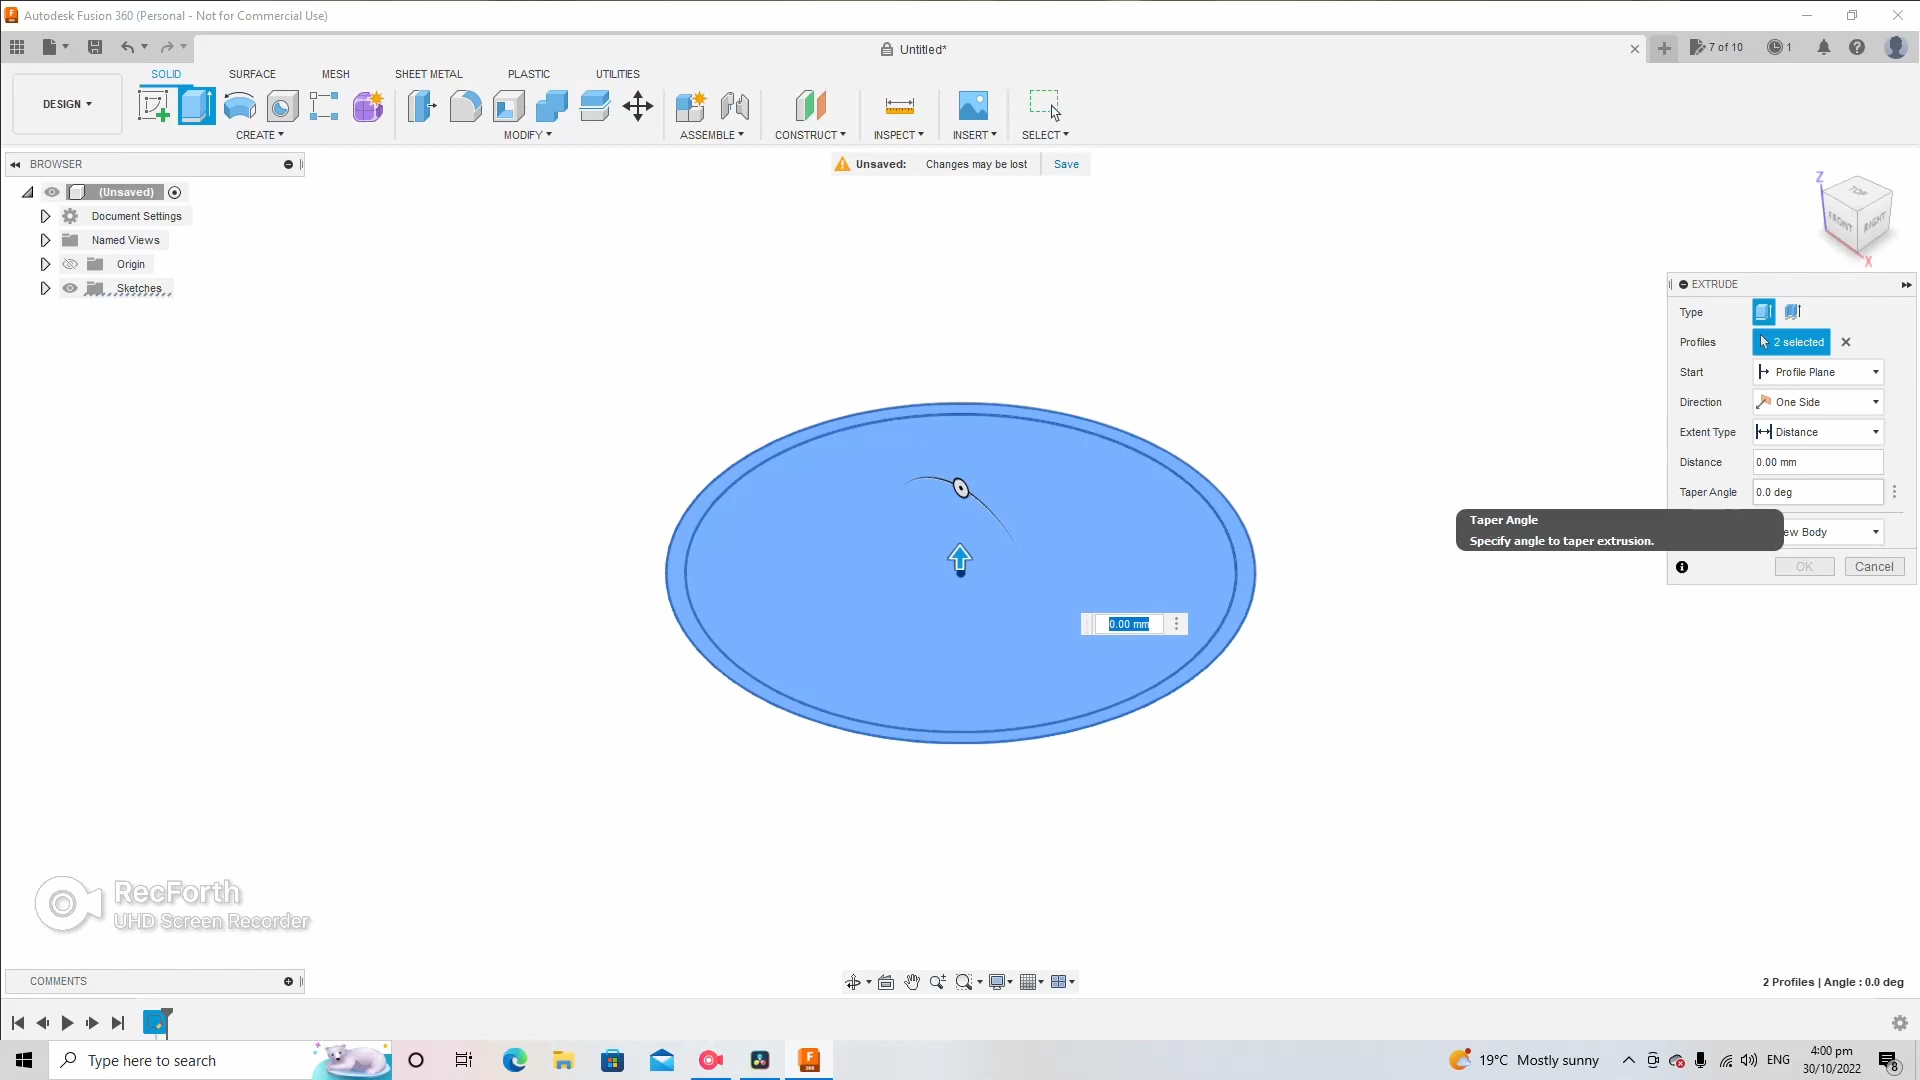 Autodesk Fusion 360 (Personal - Not for Commercial Use)
Untitled*
7 of 10
1
DESIGN
SOLID
SURFACE
MESH
SHEET METAL
PLASTIC
UTILITIES
CREATE
MODIFY
ASSEMBLE
CONSTRUCT
INSPECT
INSERT
SELECT
BROWSER
Unsaved: Changes may be lost Save
(Unsaved)
Document Settings
Named Views
Origin
Sketches
Z
TOP
FRONT
RIGHT
X
EXTRUDE
Type
Profiles 2 selected
Start Profile Plane
Direction One Side
Extent Type Distance
Distance 0.00 mm
Taper Angle 0.0 deg
Taper Angle
Specify angle to taper extrusion.
ew Body
OK Cancel
0.00 mm
RecForth
UHD Screen Recorder
COMMENTS
2 Profiles | Angle : 0.0 deg
Type here to search
F
360
19°C Mostly sunny
ENG
4:00 pm
30/10/2022
8